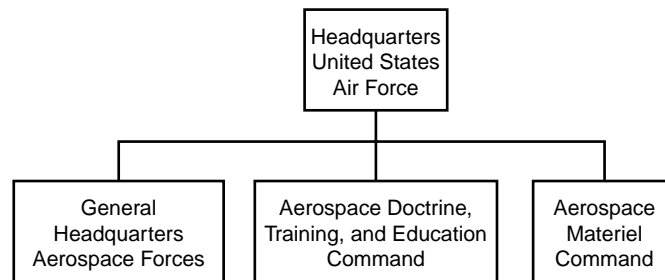 Headquarters
United States
Air Force
General
Headquarters
Aerospace Forces
Aerospace Doctrine,
Training, and Education
Command
Aerospace
Materiel
Command